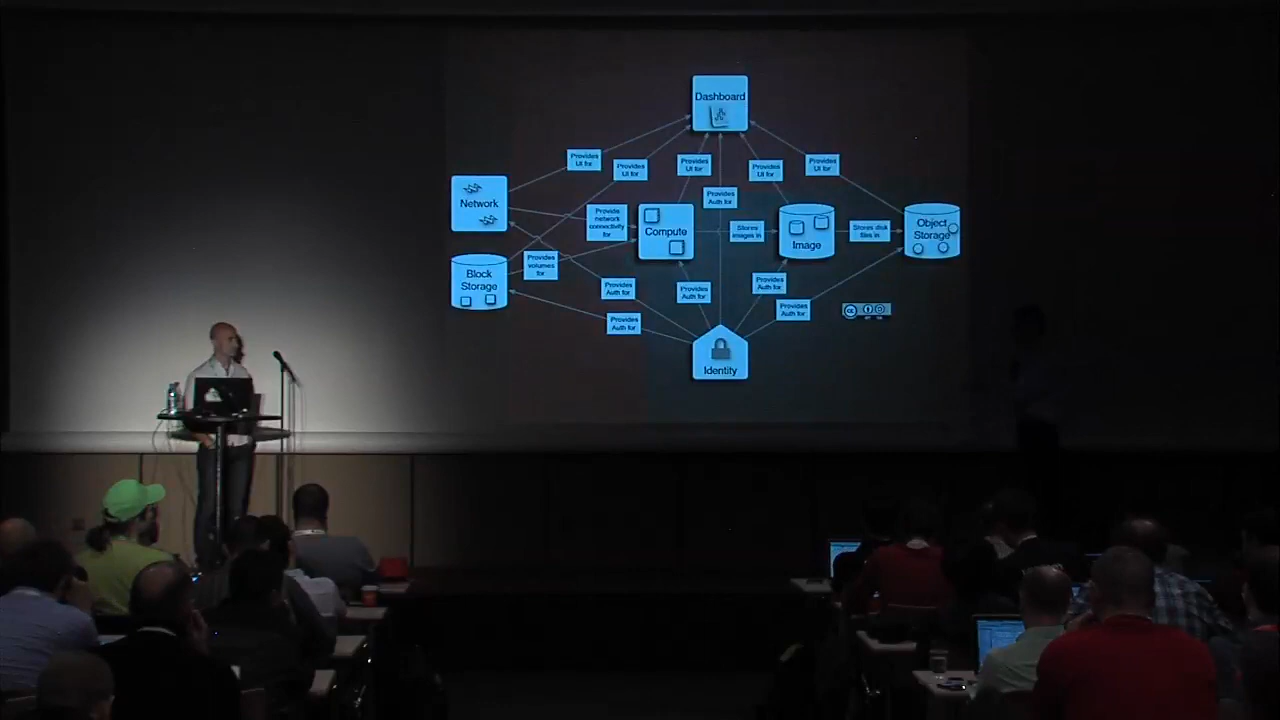 Dashboard
Provides
UI for
Provides
UI for
Provides
UI for
Provides
UI for
Provides
UI for
Provides
Auth for
Network
Provide
network
connectivity
for
Compute
Stores
images in
Image
Stores disk
files in
Object
Storage
Block
Storage
Provides
volumes
for
Provides
Auth for
Provides
Auth for
Provides
Auth for
Provides
Auth for
Provides
Auth for
cc
Identity